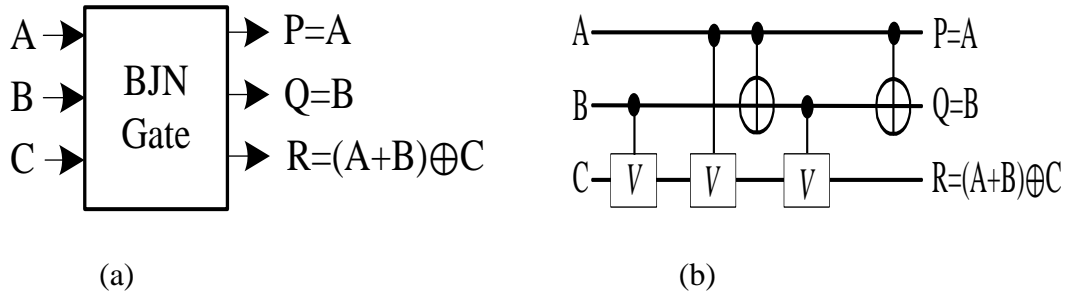 A
B
C
BJN
Gate
P=A
Q=B
R=(A+B)⊕C
(a)
A
B
C
V
V
V
P=A
Q=B
R=(A+B)⊕C
(b)